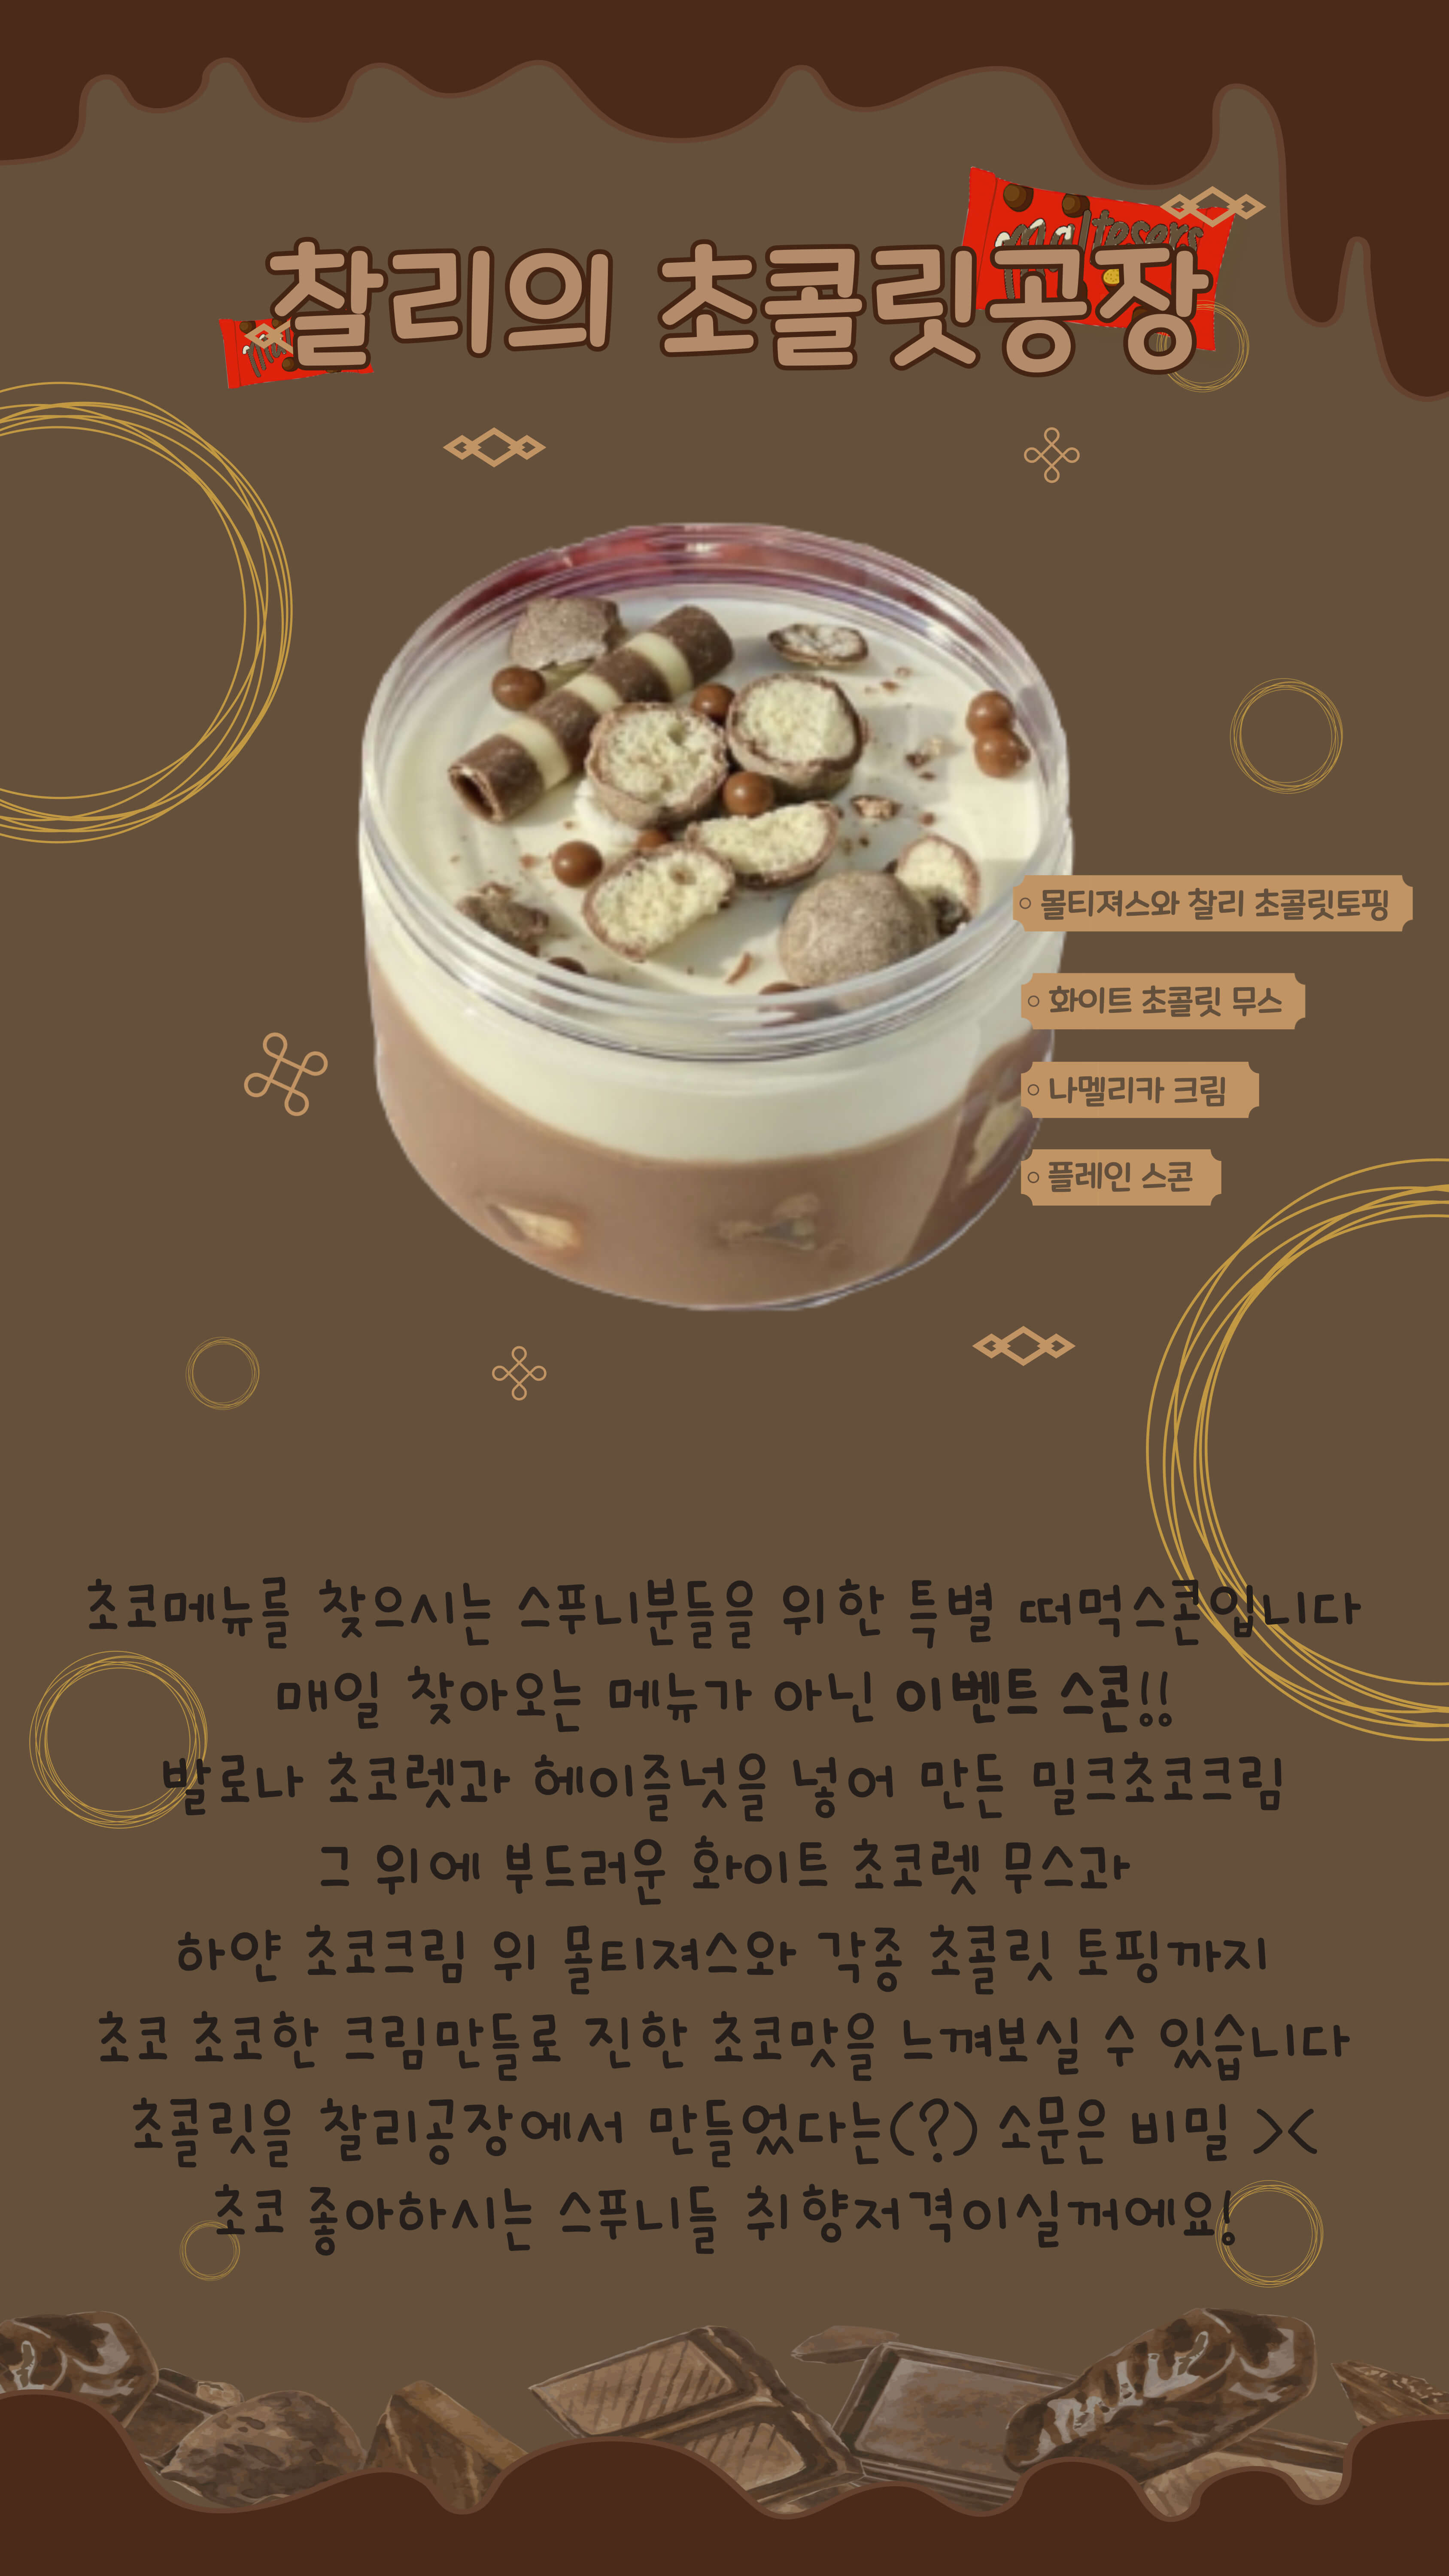 maltesers
찰리의 초콜릿공장
몰티져스와 찰리 초콜릿토핑
화이트 초콜릿 무스
나멜리카 크림
플레인 스콘
초코메뉴를 찾으시는 스푸니분들을 위한 특별 떠먹스콘입니다
매일 찾아오는 메뉴가 아닌 이벤트 스콘!!
발로나 초코렛과 헤이즐넛을 넣어 만든 밀크초코크림
그 위에 부드러운 화이트 초코렛 무스과
하얀 초코크림 위 몰티져스와 각종 초콜릿 토핑까지
초코 초코한 크림만들로 진한 초코맛을 느껴보실 수 있습니다
초콜릿을 찰리공장에서 만들었다는(?) 소문은 비밀 ><
초코 좋아하시는 스푸니들 취향저격이실꺼에요!